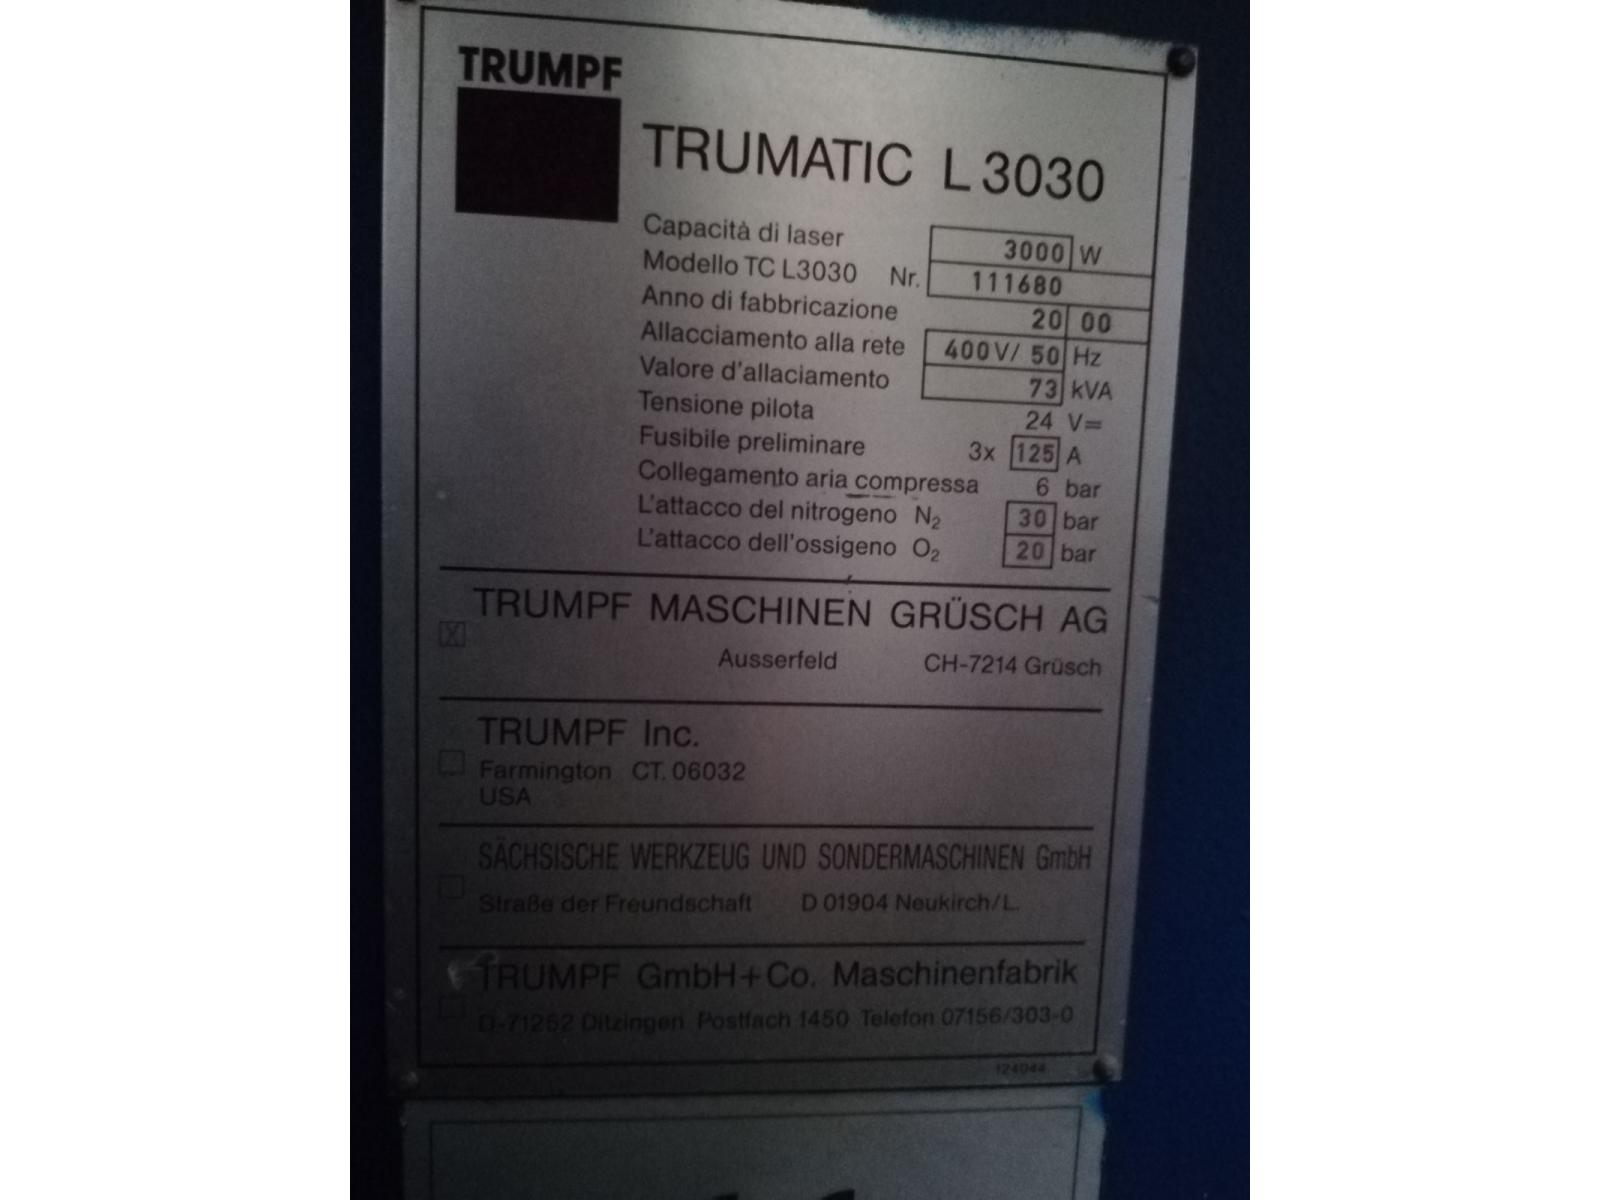 TRUMPF
TRUMATIC L 3030
Capacità di laser 3000 W
Modello TC L3030 Nr. 111680
Anno di fabbricazione 20 00
Allacciamento alla rete 400V/ 50 Hz
Valore d'allaciamento 73 kVA
Tensione pilota 24 V=
Fusibile preliminare 3x 125 A
Collegamento aria compressa 6 bar
L'attacco del nitrogeno N₂ 30 bar
L'attacco dell'ossigeno O₂ 20 bar
TRUMPF MASCHINEN GRÜSCH AG
X
Ausserfeld CH-7214 Grüsch
TRUMPF Inc.
Farmington CT. 06032
USA
SÄCHSISCHE WERKZEUG UND SONDERMASCHINEN GmbH
Straße der Freundschaft D 01904 Neukirch/L.
TRUMPF GmbH+Co. Maschinenfabrik
D-71252 Ditzingen Postfach 1450 Telefon 07156/303-0
124044